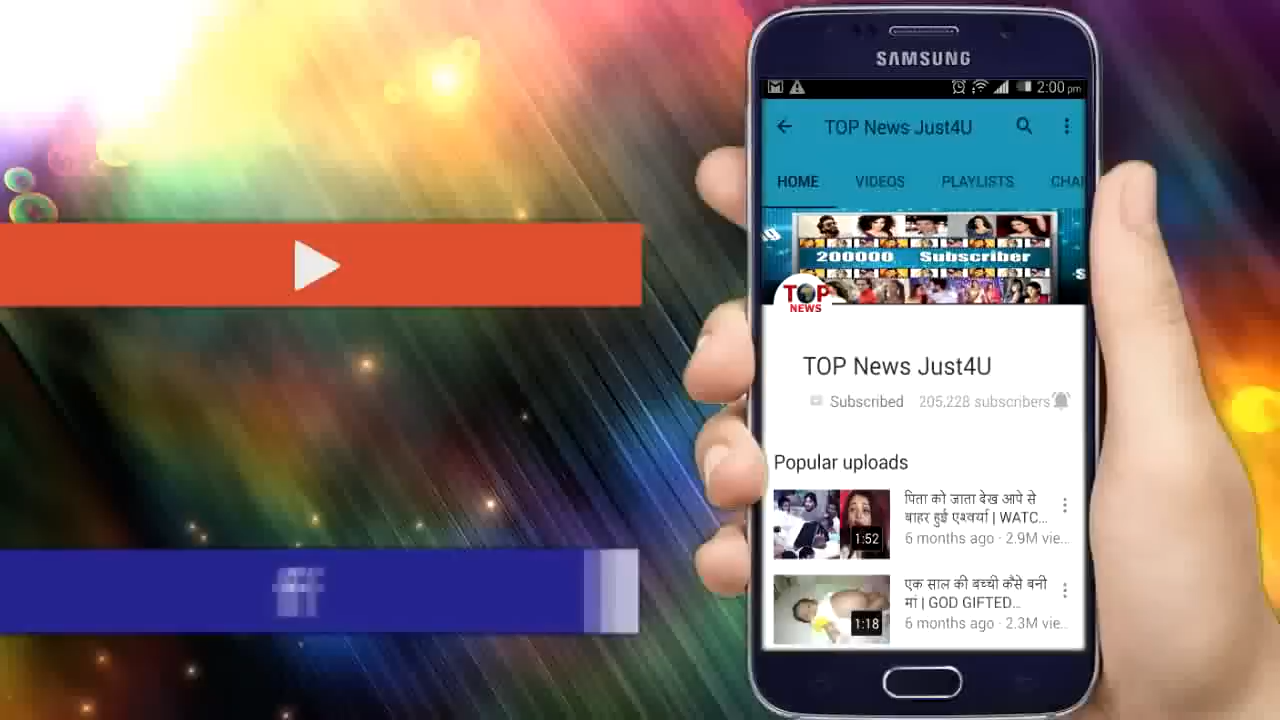 SAMSUNG
2:00 pm
TOP News Just4U
HOME VIDEOS PLAYLISTS CHA
200000 Subscriber
TOP
NEWS
TOP News Just4U
Subscribed 205,228 subscribers
Popular uploads
पिता को जाता देख आपे से
बाहर हुई एश्वर्या | WATC...
1:52
6 months ago · 2.9M vie...
एक साल की बच्ची कैसे बनी
मां | GOD GIFTED...
1:18
6 months ago · 2.3M vie...